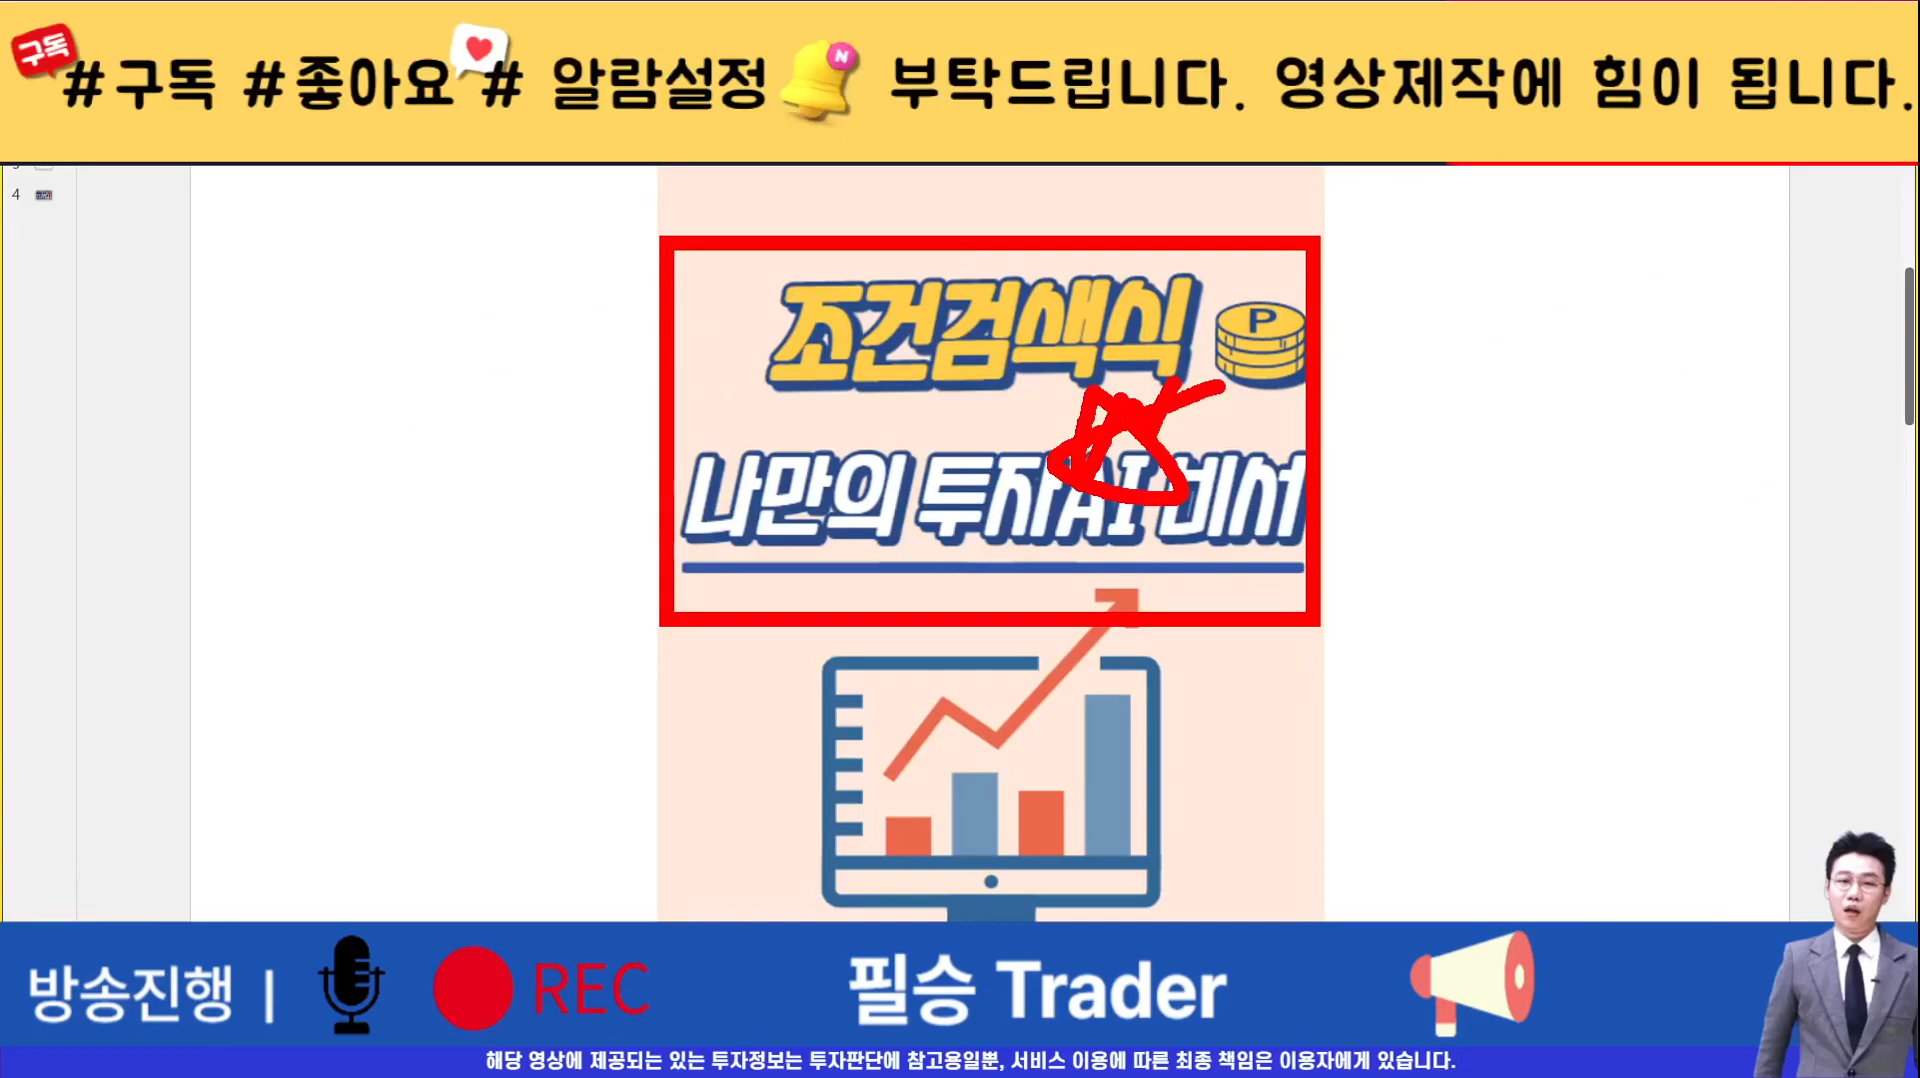 구독
#구독 #좋아요 # 알람설정 N 부탁드립니다. 영상제작에 힘이 됩니다.
4
조건검색식 P
나만의 투자AI 비서
방송진행 | REC 필승 Trader
해당 영상에 제공되는 있는 투자정보는 투자판단에 참고용일뿐, 서비스 이용에 따른 최종 책임은 이용자에게 있습니다.